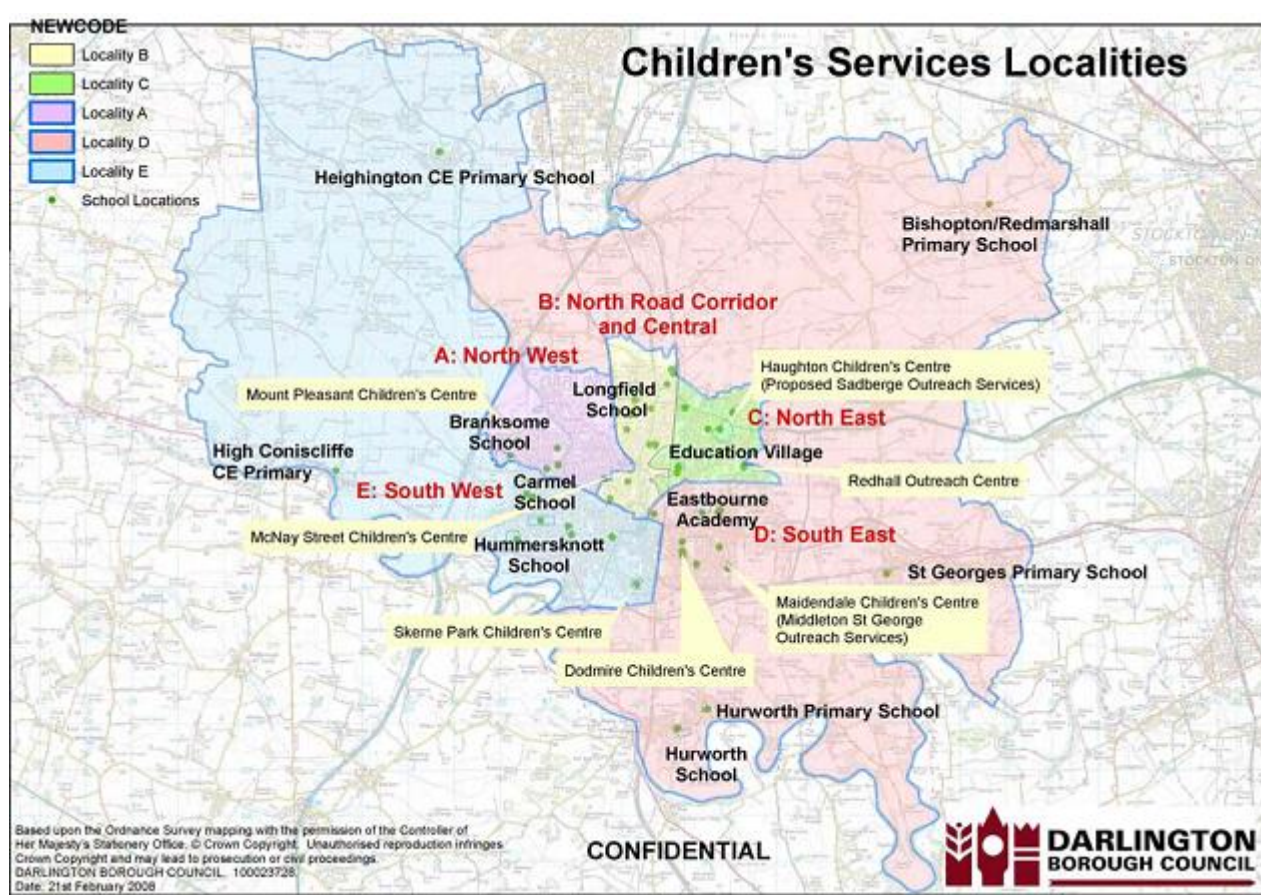 NEWCODE
Locality B
Locality C
Locality A
Locality D
Locality E
School Locations
Children's Services Localities
Heighington CE Primary School
Bishopton/Redmarshall
Primary School
STOCKTON-ON-T
STOCKTON ON
B: North Road Corridor
and Central
A: North West
Mount Pleasant Children's Centre
Longfield
School
Haughton Children's Centre
(Proposed Sadberge Outreach Services)
Branksome
School
C: North East
High Coniscliffe
CE Primary
Education Village
Redhall Outreach Centre
E: South West
Carmel
School
Eastbourne
Academy
McNay Street Children's Centre
Hummersknott
School
D: South East
St Georges Primary School
Maidendale Children's Centre
(Middleton St George
Outreach Services)
Skerne Park Children's Centre
Dodmire Children's Centre
Hurworth Primary School
Hurworth
School
Based upon the Ordnance Survey mapping with the permission of the Controller of
Her Majesty's Stationery Office. © Crown Copyright. Unauthorised reproduction infringes
Crown Copyright and may lead to prosecution or civil proceedings.
DARLINGTON BOROUGH COUNCIL. 100023728.
Date: 21st February 2008
CONFIDENTIAL
DARLINGTON
BOROUGH COUNCIL